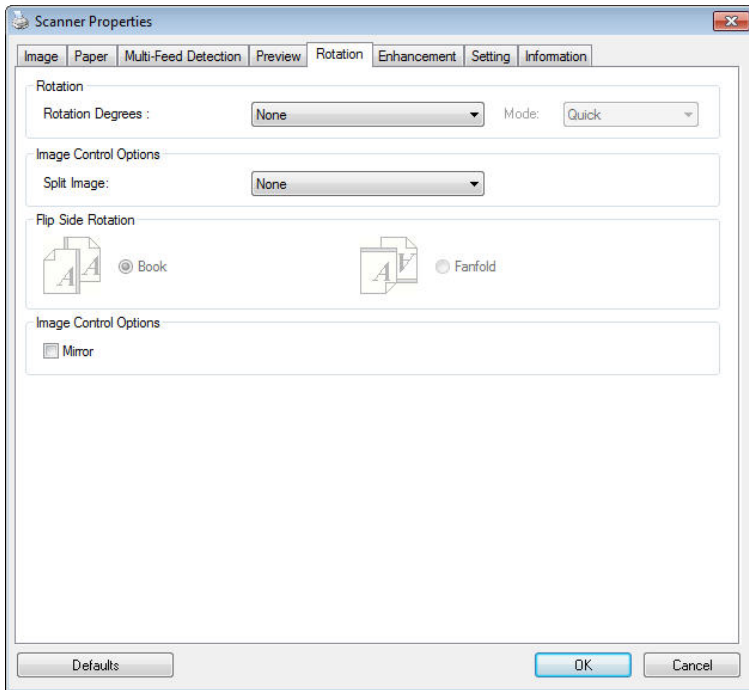 Scanner Properties
Image Paper Multi-Feed Detection Preview Rotation Enhancement Setting Information
Rotation
Rotation Degrees : None Mode: Quick
Image Control Options
Split Image: None
Flip Side Rotation
A A Book A A Fanfold
Image Control Options
Mirror
Defaults OK Cancel